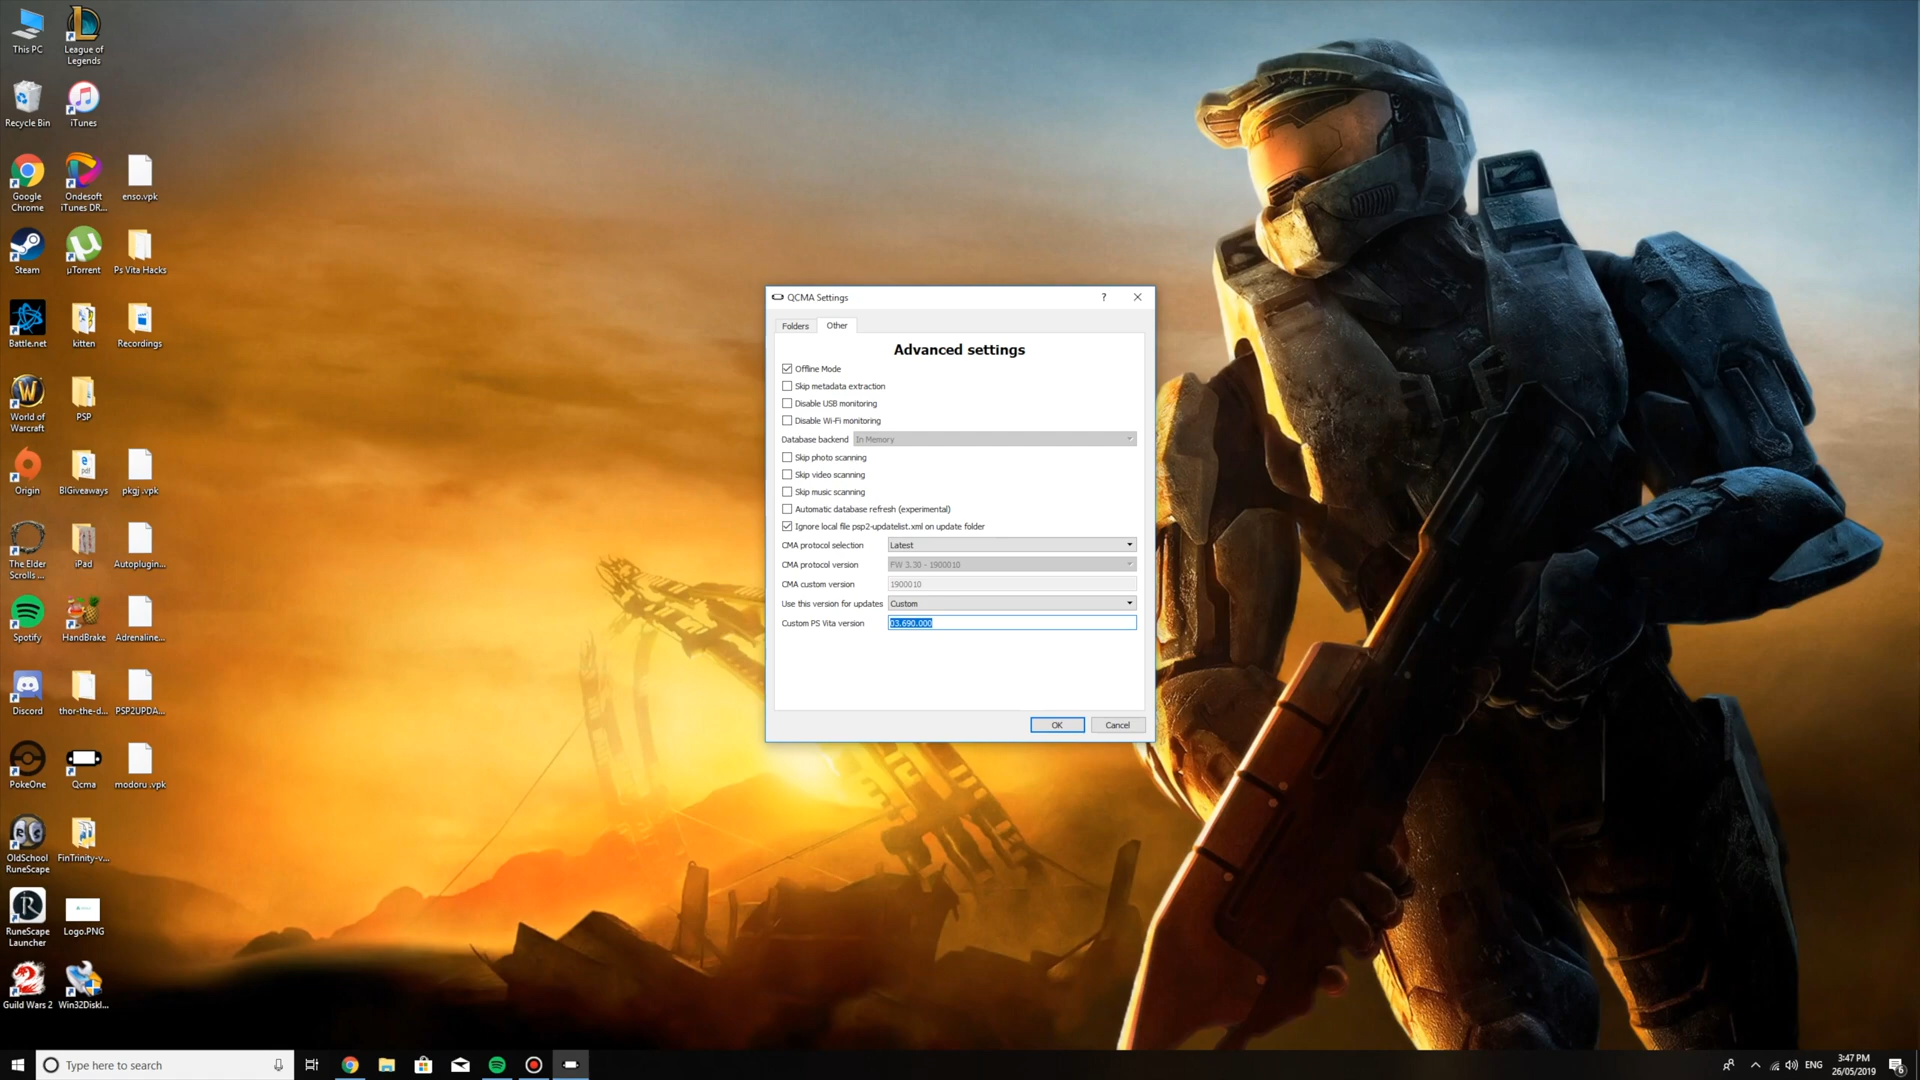 This PC
League of
Legends
Recycle Bin
iTunes
Google
Chrome
Ondesoft
iTunes DR...
enso.vpk
Steam
µTorrent
Ps Vita Hacks
Battle.net
kitten
Recordings
World of
Warcraft
PSP
Origin
BIGiveaways
pkgj .vpk
The Elder
Scrolls ...
iPad
Autoplugin...
Spotify
HandBrake
Adrenaline...
Discord
thor-the-d...
PSP2UPDA...
PokeOne
Qcma
modoru .vpk
OldSchool
RuneScape
FinTrinity-v...
RuneScape
Launcher
Logo.PNG
Guild Wars 2
Win32DiskI...
QCMA Settings
?
Folders
Other
Advanced settings
Offline Mode
Skip metadata extraction
Disable USB monitoring
Disable Wi-Fi monitoring
Database backend
In Memory
Skip photo scanning
Skip video scanning
Skip music scanning
Automatic database refresh (experimental)
Ignore local file psp2-updatelist.xml on update folder
CMA protocol selection
Latest
CMA protocol version
FW 3.30 - 1900010
CMA custom version
1900010
Use this version for updates
Custom
Custom PS Vita version
03.690.000
OK
Cancel
Type here to search
ENG
3:47 PM
26/05/2019
6